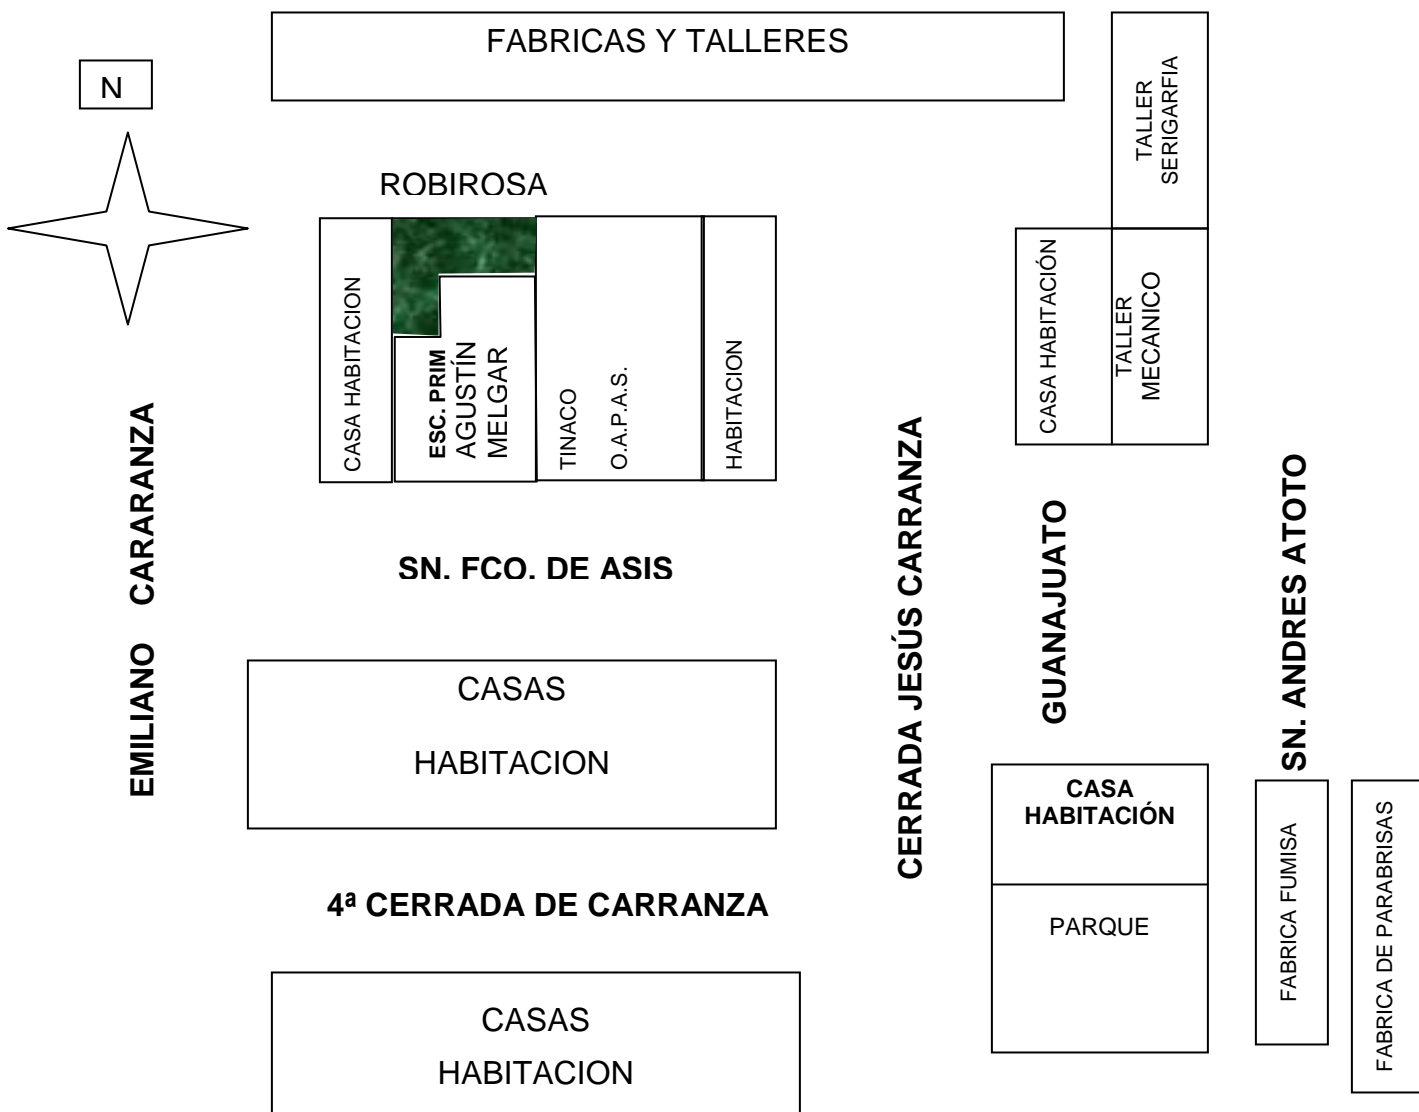 FABRICAS Y TALLERES
N
TALLER
SERIGARFIA
ROBIROSA
CASA HABITACION
ESC. PRIM
AGUSTÍN
MELGAR
TINACO
O.A.P.A.S.
HABITACION
CASA HABITACIÓN
TALLER
MECANICO
EMILIANO CARARANZA
SN. FCO. DE ASIS
CERRADA JESÚS CARRANZA
GUANAJUATO
SN. ANDRES ATOTO
CASAS
HABITACION
CASA
HABITACIÓN
PARQUE
FABRICA FUMISA
FABRICA DE PARABRISAS
4ª CERRADA DE CARRANZA
CASAS
HABITACION